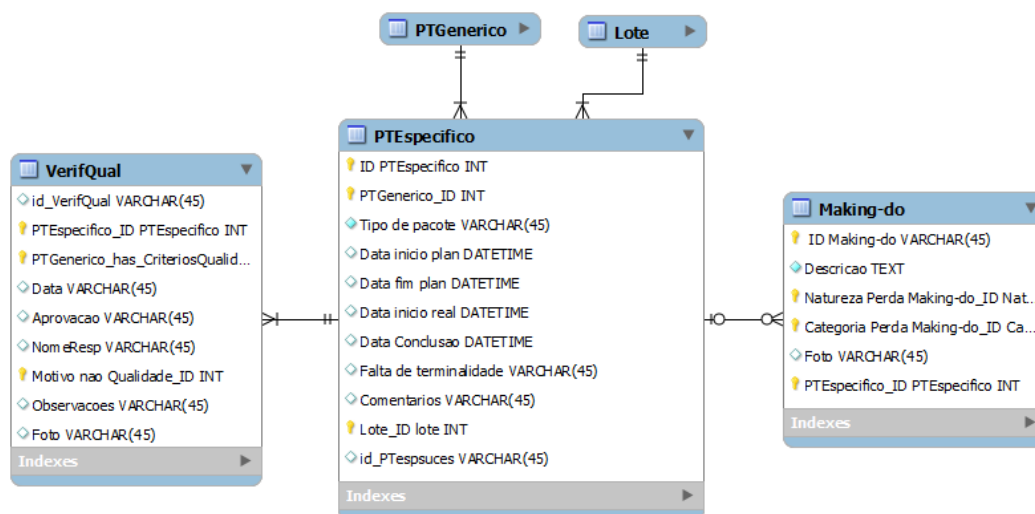 PTGenerico
Lote
VerifQual
id_VerifQual VARCHAR(45)
PTEspecifico_ID PTEspecifico INT
PTGenerico_has_CriteriosQualid...
Data VARCHAR(45)
Aprovacao VARCHAR(45)
NomeResp VARCHAR(45)
Motivo nao Qualidade_ID INT
Observacoes VARCHAR(45)
Foto VARCHAR(45)
Indexes
PTEspecifico
ID PTEspecifico INT
PTGenerico_ID INT
Tipo de pacote VARCHAR(45)
Data inicio plan DATETIME
Data fim plan DATETIME
Data inicio real DATETIME
Data Conclusao DATETIME
Falta de terminalidade VARCHAR(45)
Comentarios VARCHAR(45)
Lote_ID lote INT
id_PTespsuces VARCHAR(45)
Indexes
Making-do
ID Making-do VARCHAR(45)
Descricao TEXT
Natureza Perda Making-do_ID Nat...
Categoria Perda Making-do_ID Ca...
Foto VARCHAR(45)
PTEspecifico_ID PTEspecifico INT
Indexes